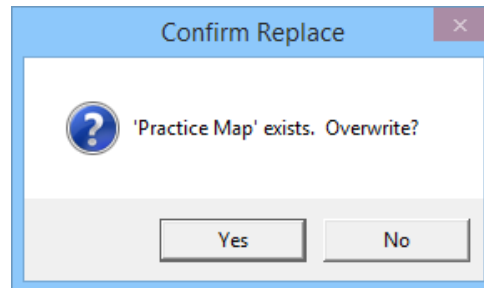 Confirm Replace
'Practice Map' exists.  Overwrite?
Yes
No